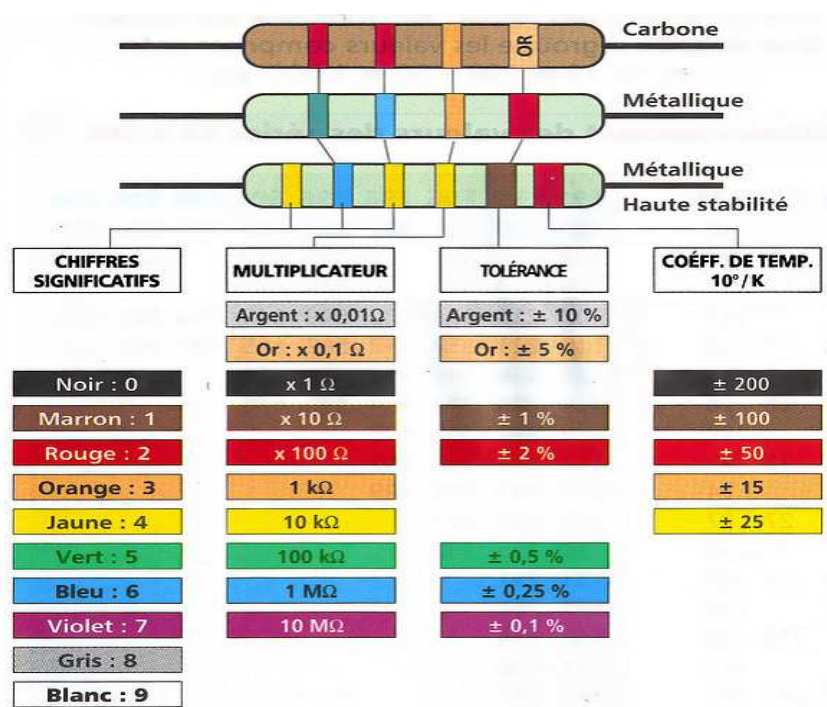 OR
Carbone
Métallique
Métallique
Haute stabilité
CHIFFRES
SIGNIFICATIFS
MULTIPLICATEUR
TOLÉRANCE
COÉFF. DE TEMP.
10°/K
Argent : x 0,01Ω
Argent : ± 10 %
Or : x 0,1 Ω
Or : ± 5 %
Noir : 0
x 1 Ω
± 200
Marron : 1
x 10 Ω
± 1 %
± 100
Rouge : 2
x 100 Ω
± 2 %
± 50
Orange : 3
1 kΩ
± 15
Jaune : 4
10 kΩ
± 25
Vert : 5
100 kΩ
± 0,5 %
Bleu : 6
1 MΩ
± 0,25 %
Violet : 7
10 MΩ
± 0,1 %
Gris : 8
Blanc : 9